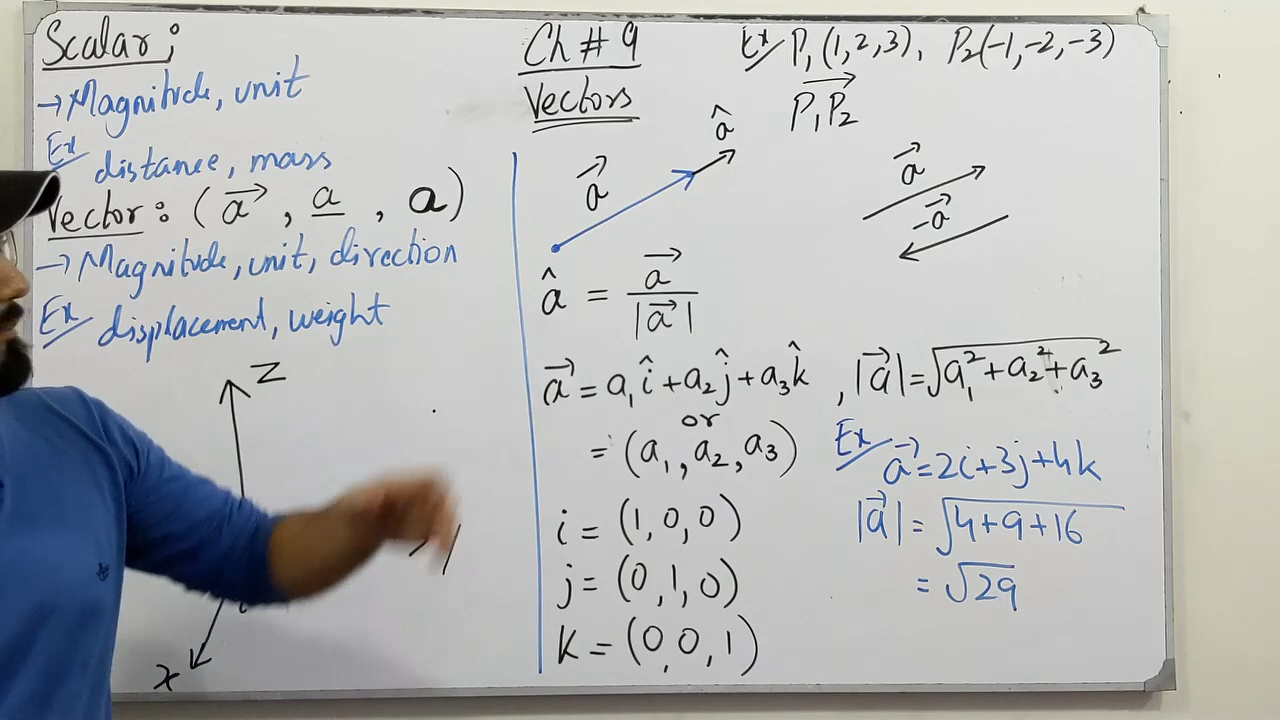 Scalar;
→ Magnitude, unit
Ex distance, mass
Vector: (a⃗, a̲, a)
→ Magnitude, unit, direction
Ex displacement, weight
z
x
Ch # 9
Vectors
a⃗
â
â = a⃗ / |a⃗|
a⃗ = a₁î + a₂ĵ + a₃k̂ , |a⃗| = √(a₁² + a₂² + a₃²)
or
= (a₁, a₂, a₃)
i = (1, 0, 0)
j = (0, 1, 0)
k = (0, 0, 1)
Ex P₁(1, 2, 3), P₂(-1, -2, -3)
P₁P₂⃗
a⃗
-a⃗
Ex a⃗ = 2i + 3j + 4k
|a⃗| = √(4 + 9 + 16)
= √29